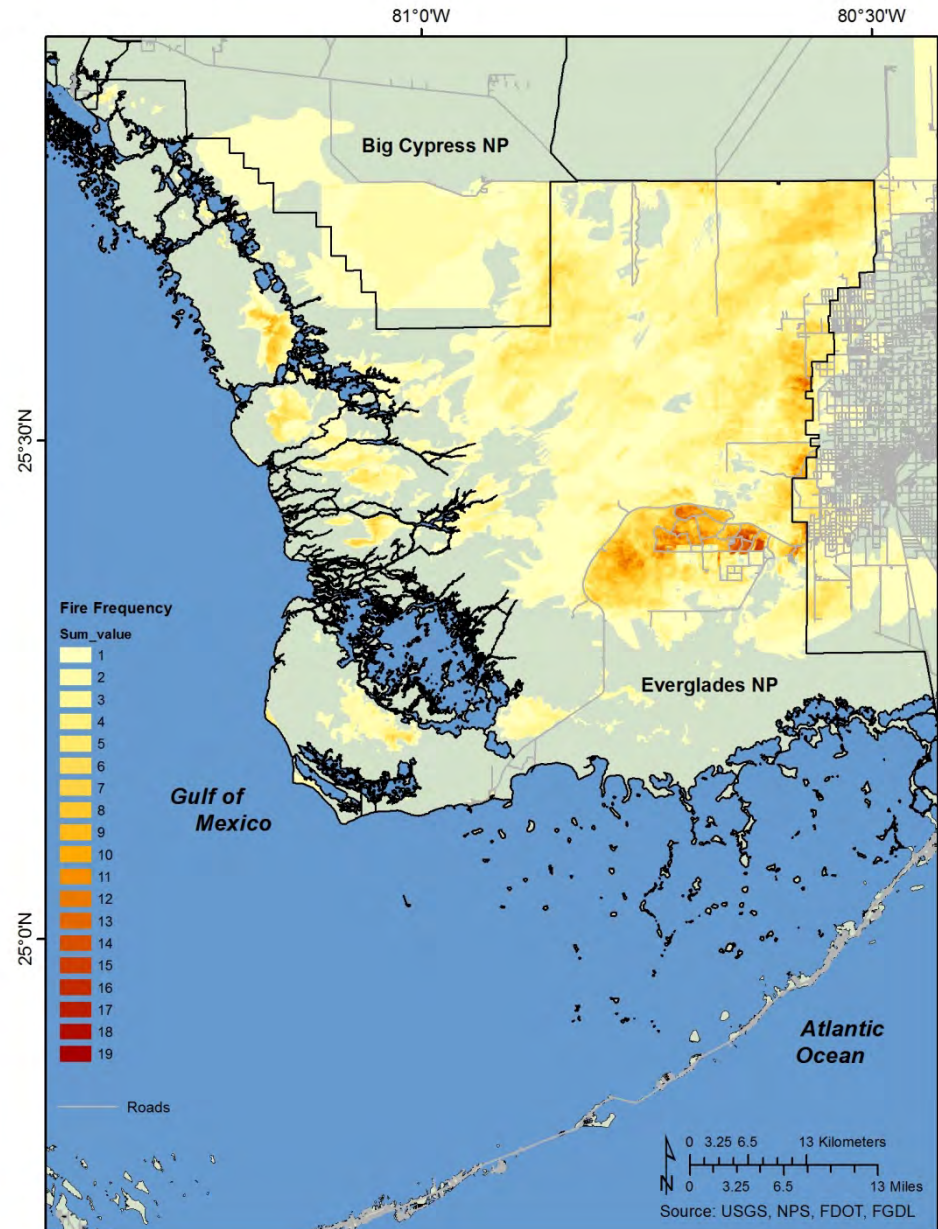 81°0'W
80°30'W
Big Cypress NP
25°30'N
Fire Frequency
Sum_value
1
2
3
4
5
6
7
8
9
10
11
12
13
14
15
16
17
18
19
Everglades NP
Gulf of
Mexico
25°0'N
Atlantic
Ocean
Roads
N
0 3.25 6.5 13 Kilometers
0 3.25 6.5 13 Miles
Source: USGS, NPS, FDOT, FGDL